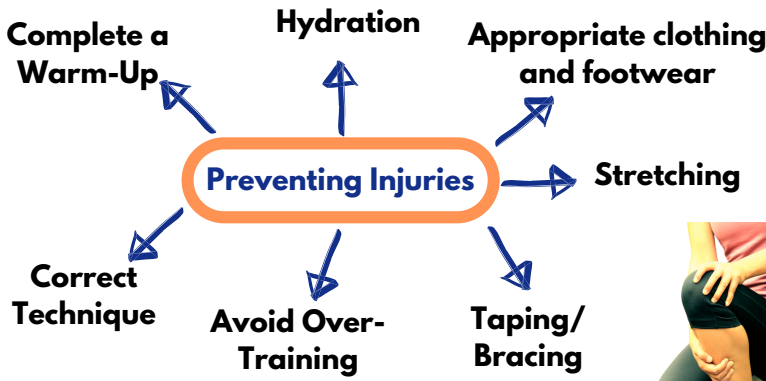 Hydration
Complete a
Warm-Up
Appropriate clothing
and footwear
Preventing Injuries
Stretching
Correct
Technique
Avoid Over-
Training
Taping/
Bracing